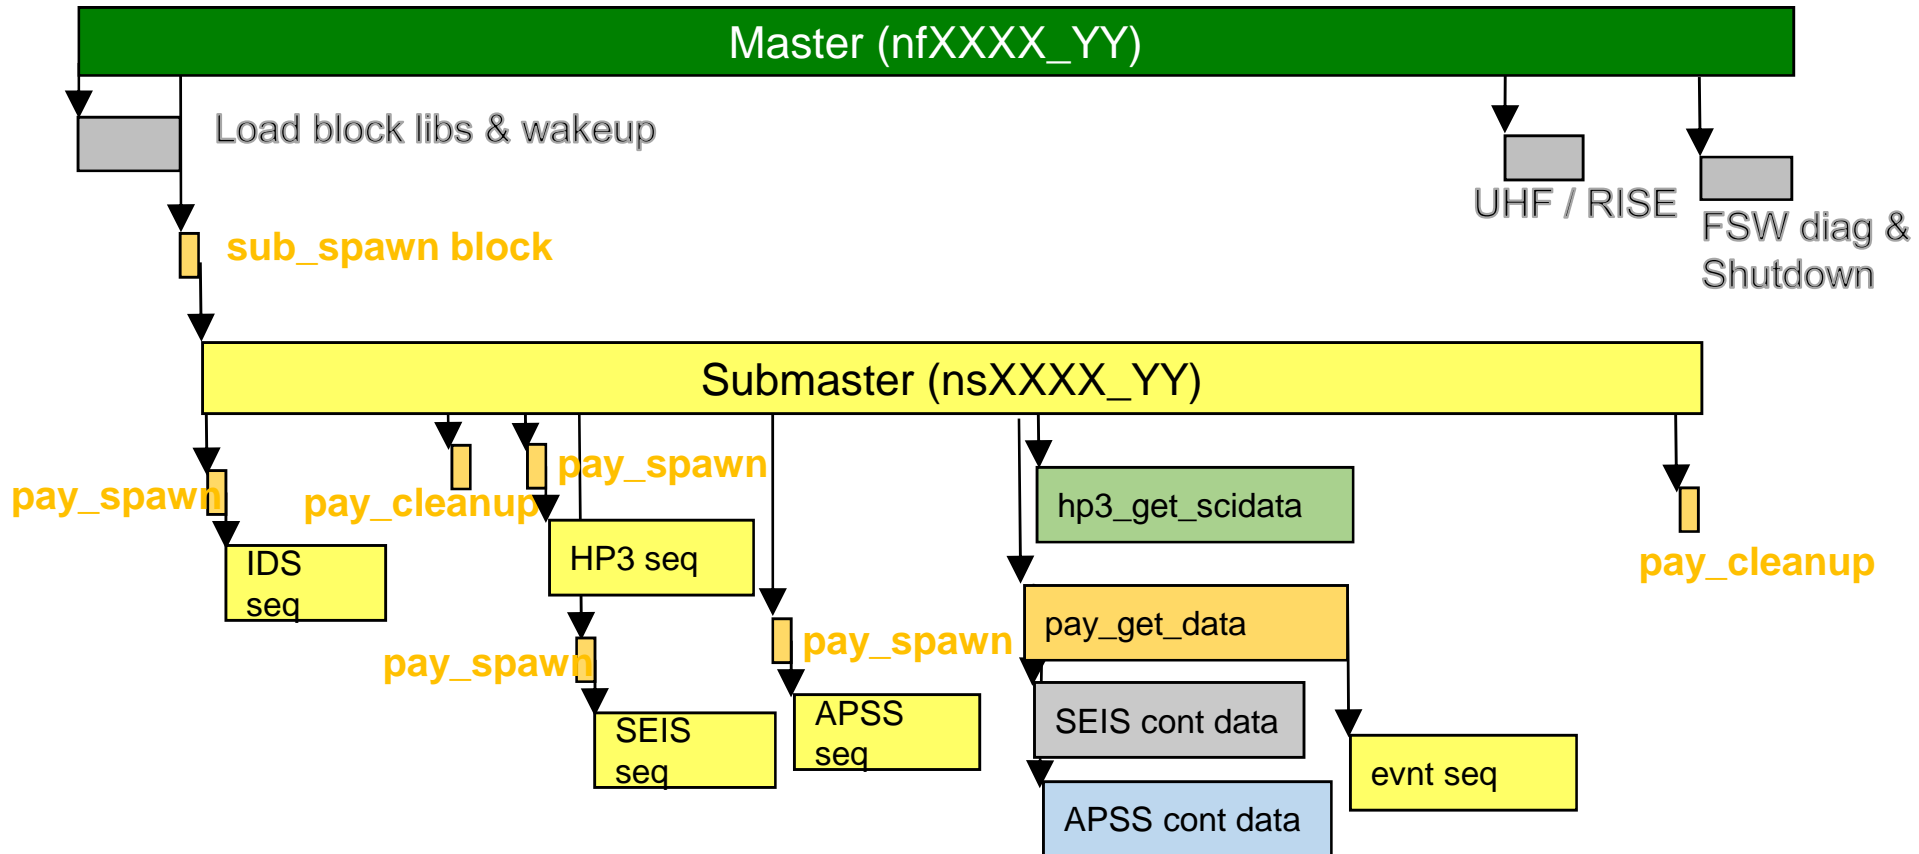 Master (nfXXXX_YY)
Load block libs & wakeup
UHF / RISE
FSW diag &
Shutdown
sub_spawn block
Submaster (nsXXXX_YY)
pay_spawn
pay_cleanup
pay_spawn
hp3_get_scidata
pay_cleanup
IDS
seq
HP3 seq
pay_spawn
pay_spawn
pay_get_data
SEIS
seq
APSS
seq
SEIS cont data
evnt seq
APSS cont data